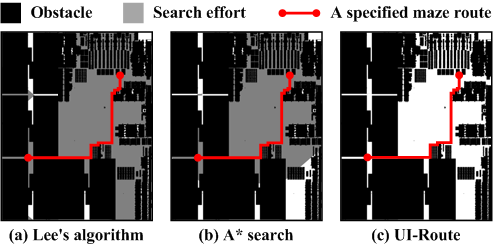 Obstacle Search effort A specified maze route
(a) Lee's algorithm (b) A* search (c) UI-Route